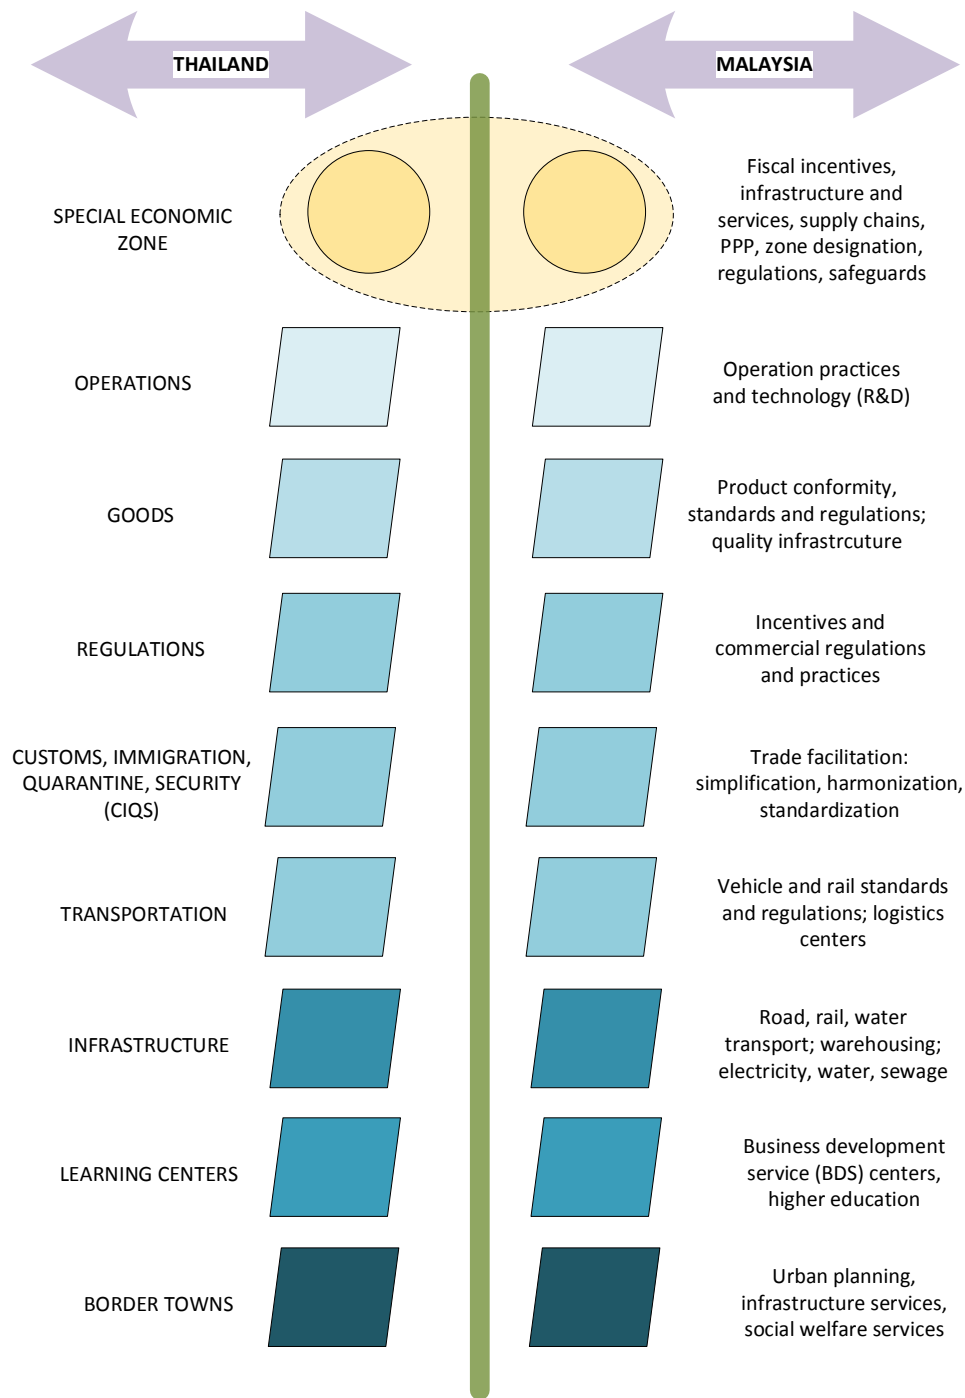 THAILAND
MALAYSIA
SPECIAL ECONOMIC
ZONE
Fiscal incentives,
infrastructure and
services, supply chains,
PPP, zone designation,
regulations, safeguards
OPERATIONS
Operation practices
and technology (R&D)
GOODS
Product conformity,
standards and regulations;
quality infrastrcuture
REGULATIONS
Incentives and
commercial regulations
and practices
CUSTOMS, IMMIGRATION,
QUARANTINE, SECURITY
(CIQS)
Trade facilitation:
simplification, harmonization,
standardization
TRANSPORTATION
Vehicle and rail standards
and regulations; logistics
centers
INFRASTRUCTURE
Road, rail, water
transport; warehousing;
electricity, water, sewage
LEARNING CENTERS
Business development
service (BDS) centers,
higher education
BORDER TOWNS
Urban planning,
infrastructure services,
social welfare services